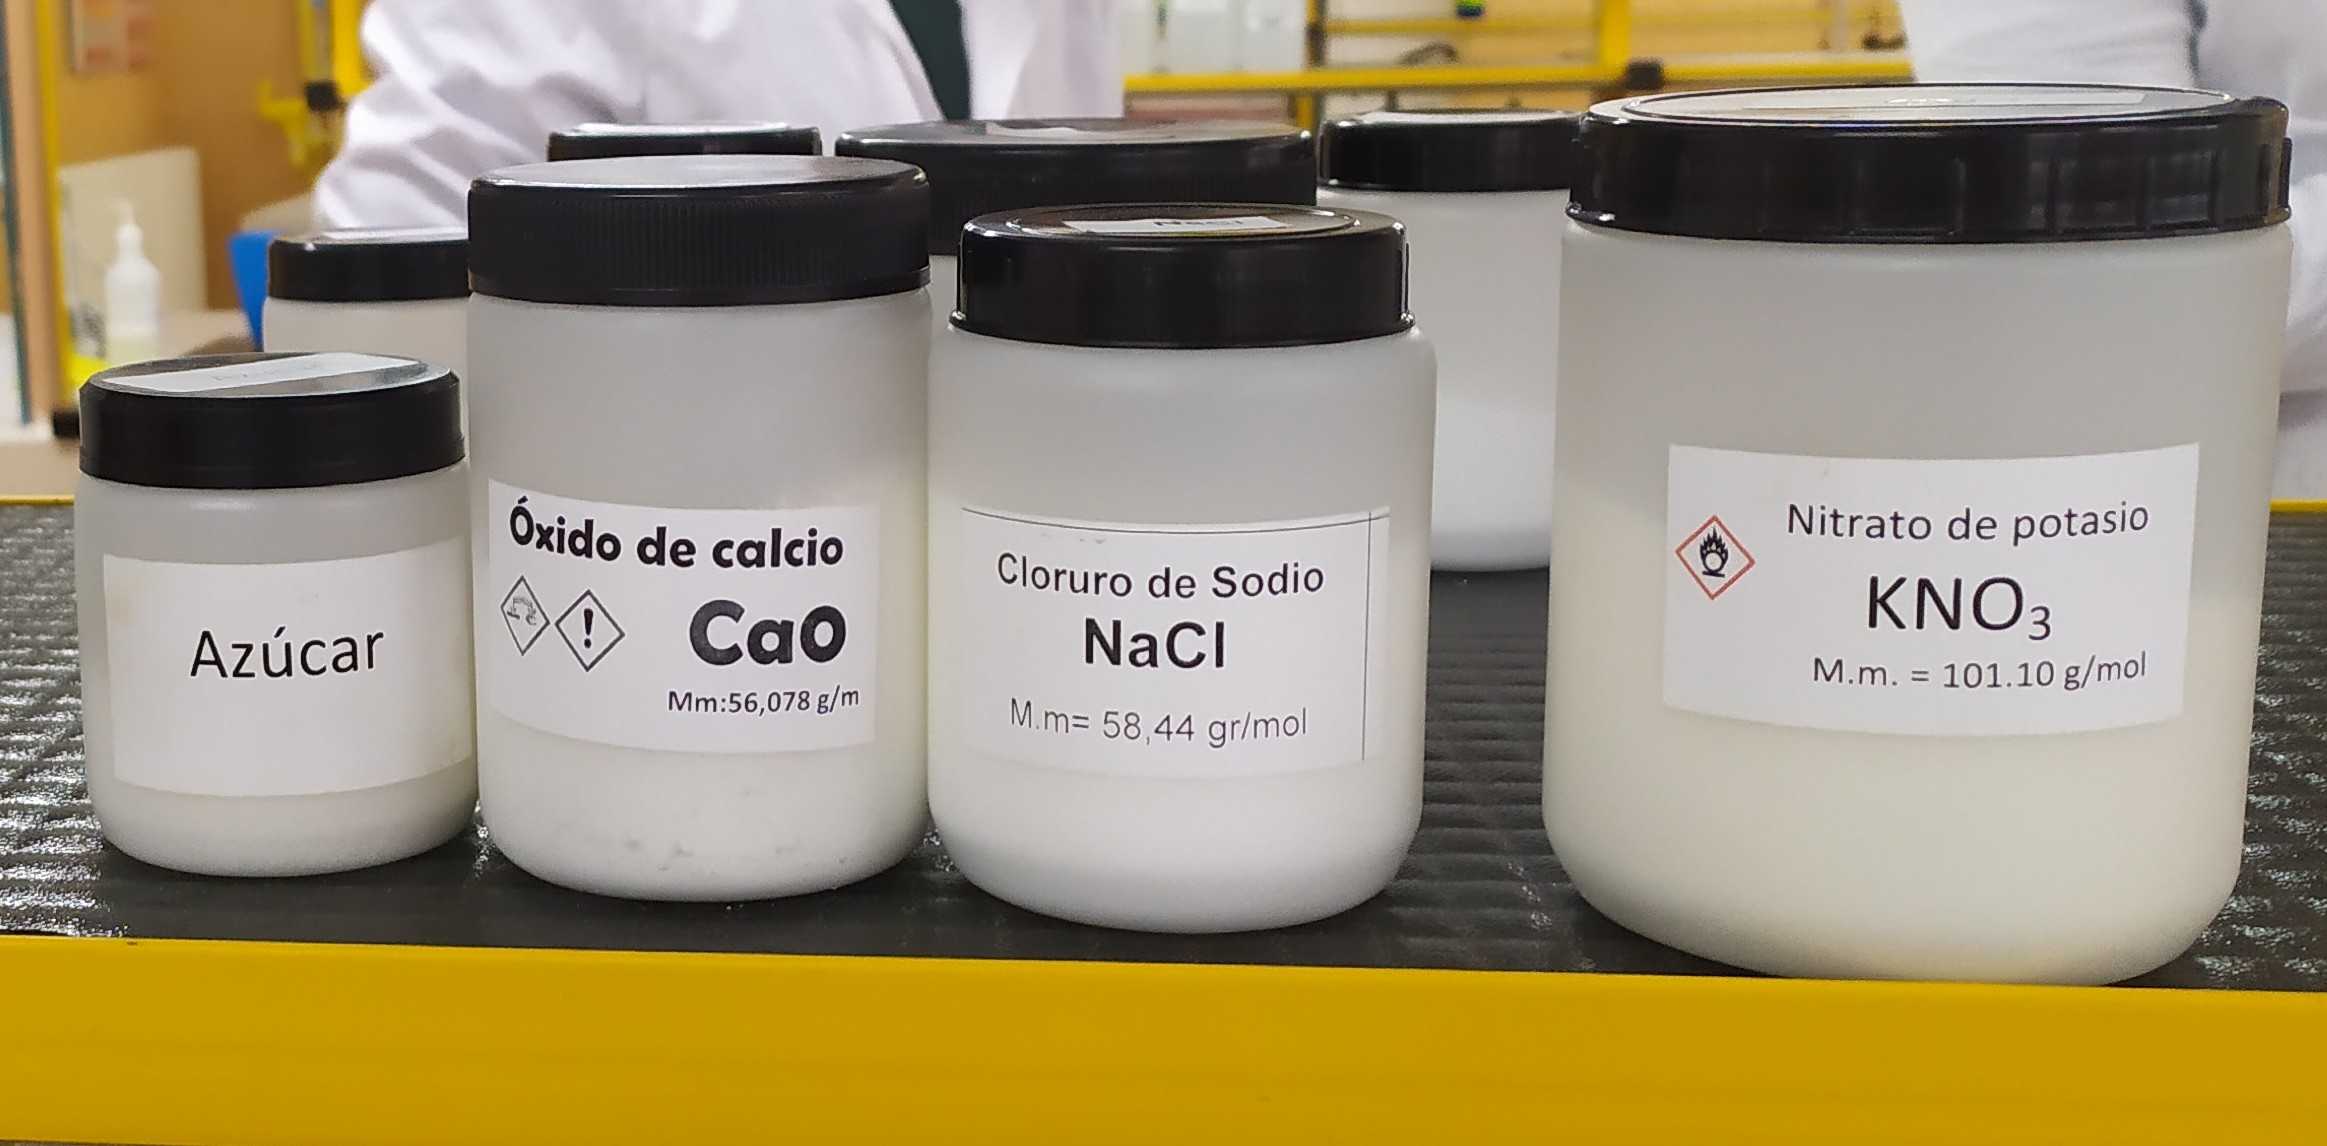 Azúcar
Óxido de calcio
!
CaO
Mm:56,078 g/m
NaCl
Cloruro de Sodio
NaCl
M.m= 58,44 gr/mol
Nitrato de potasio
KNO₃
M.m. = 101.10 g/mol